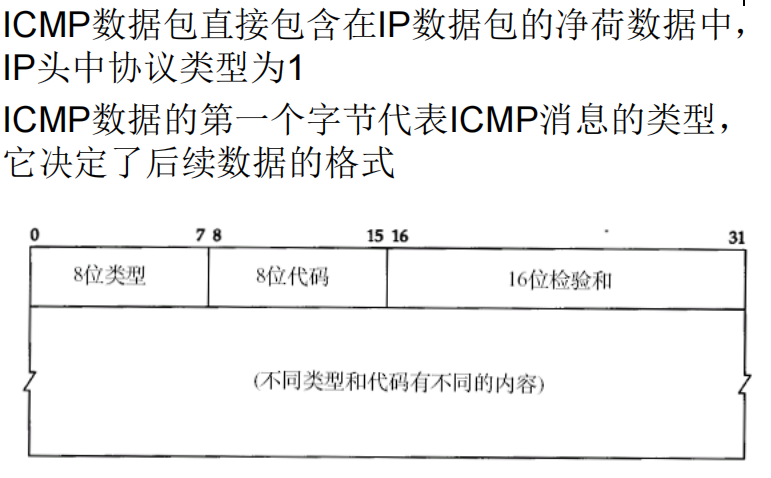 ICMP数据包直接包含在IP数据包的净荷数据中，
IP头中协议类型为1
ICMP数据的第一个字节代表ICMP消息的类型，
它决定了后续数据的格式
0 7 8 15 16 31
8位类型 8位代码 16位检验和
(不同类型和代码有不同的内容)